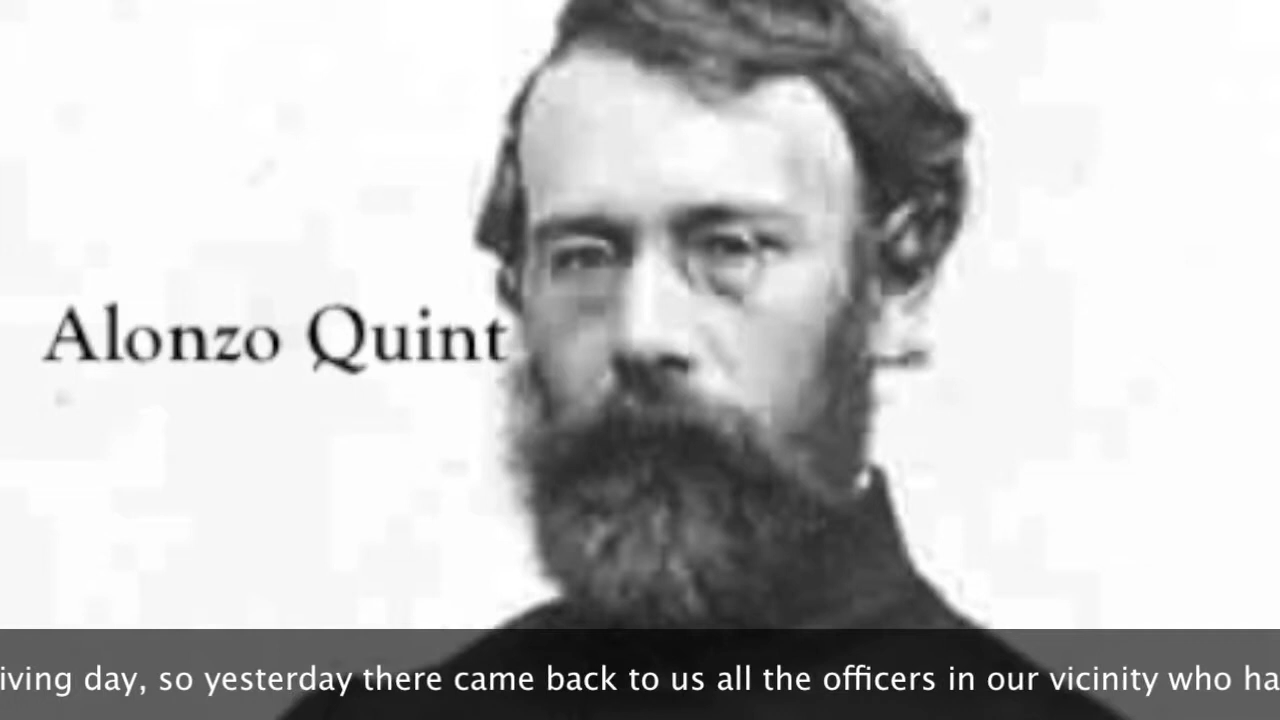 Alonzo Quint
iving day, so yesterday there came back to us all the officers in our vicinity who ha